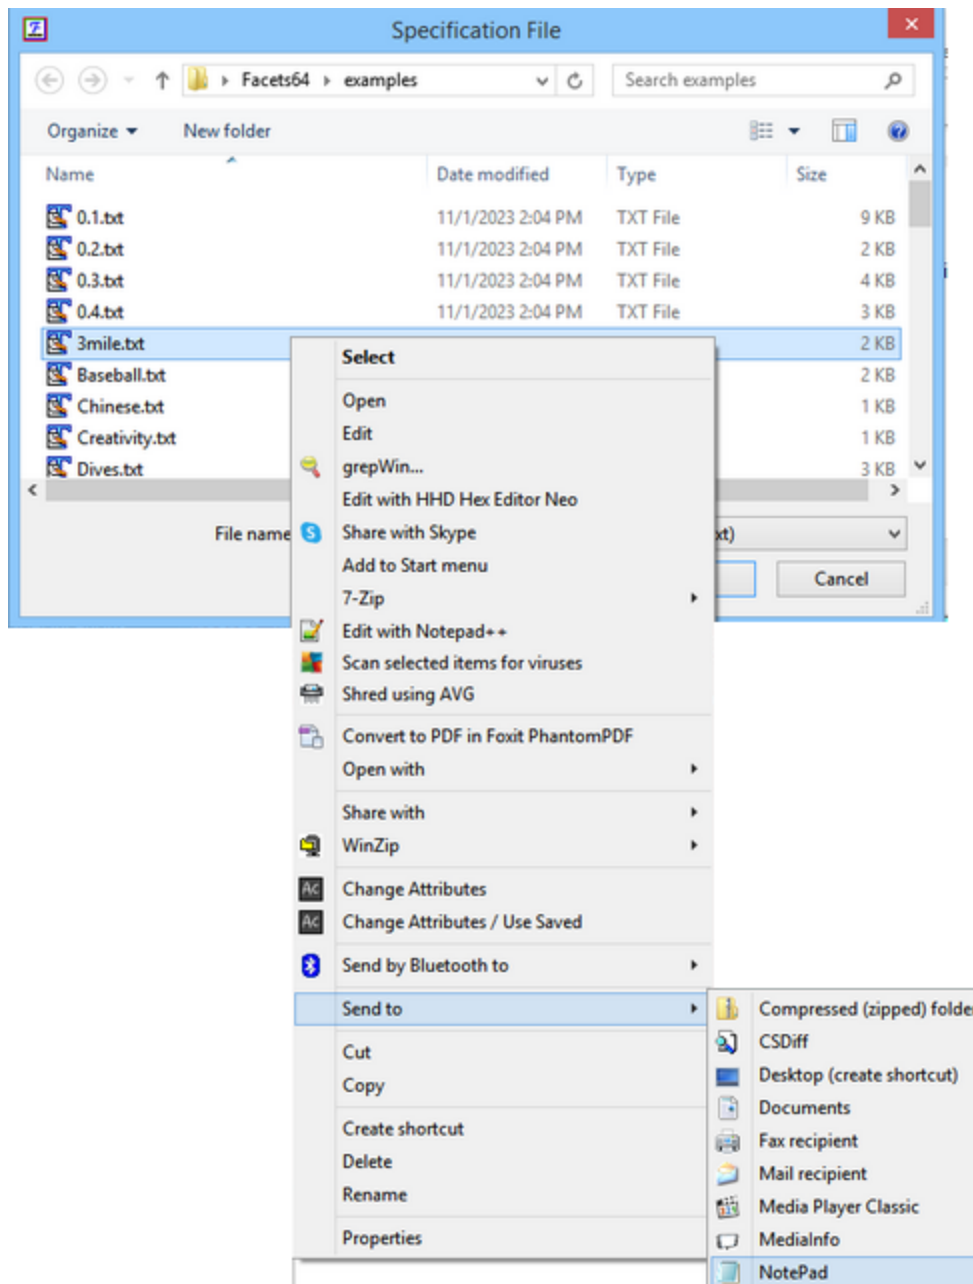 Specification File
Facets64 examples Search examples
Organize New folder
Name Date modified Type Size
0.1.txt 11/1/2023 2:04 PM TXT File 9 KB
0.2.txt 11/1/2023 2:04 PM TXT File 2 KB
0.3.txt 11/1/2023 2:04 PM TXT File 4 KB
0.4.txt 11/1/2023 2:04 PM TXT File 3 KB
3mile.txt 2 KB
Baseball.txt 2 KB
Chinese.txt 1 KB
Creativity.txt 1 KB
Dives.txt 3 KB
File name xt)
Cancel
Select
Open
Edit
grepWin...
Edit with HHD Hex Editor Neo
Share with Skype
Add to Start menu
7-Zip
Edit with Notepad++
Scan selected items for viruses
Shred using AVG
Convert to PDF in Foxit PhantomPDF
Open with
Share with
WinZip
Change Attributes
Change Attributes / Use Saved
Send by Bluetooth to
Send to
Cut
Copy
Create shortcut
Delete
Rename
Properties
Compressed (zipped) folder
CSDiff
Desktop (create shortcut)
Documents
Fax recipient
Mail recipient
Media Player Classic
MediaInfo
NotePad